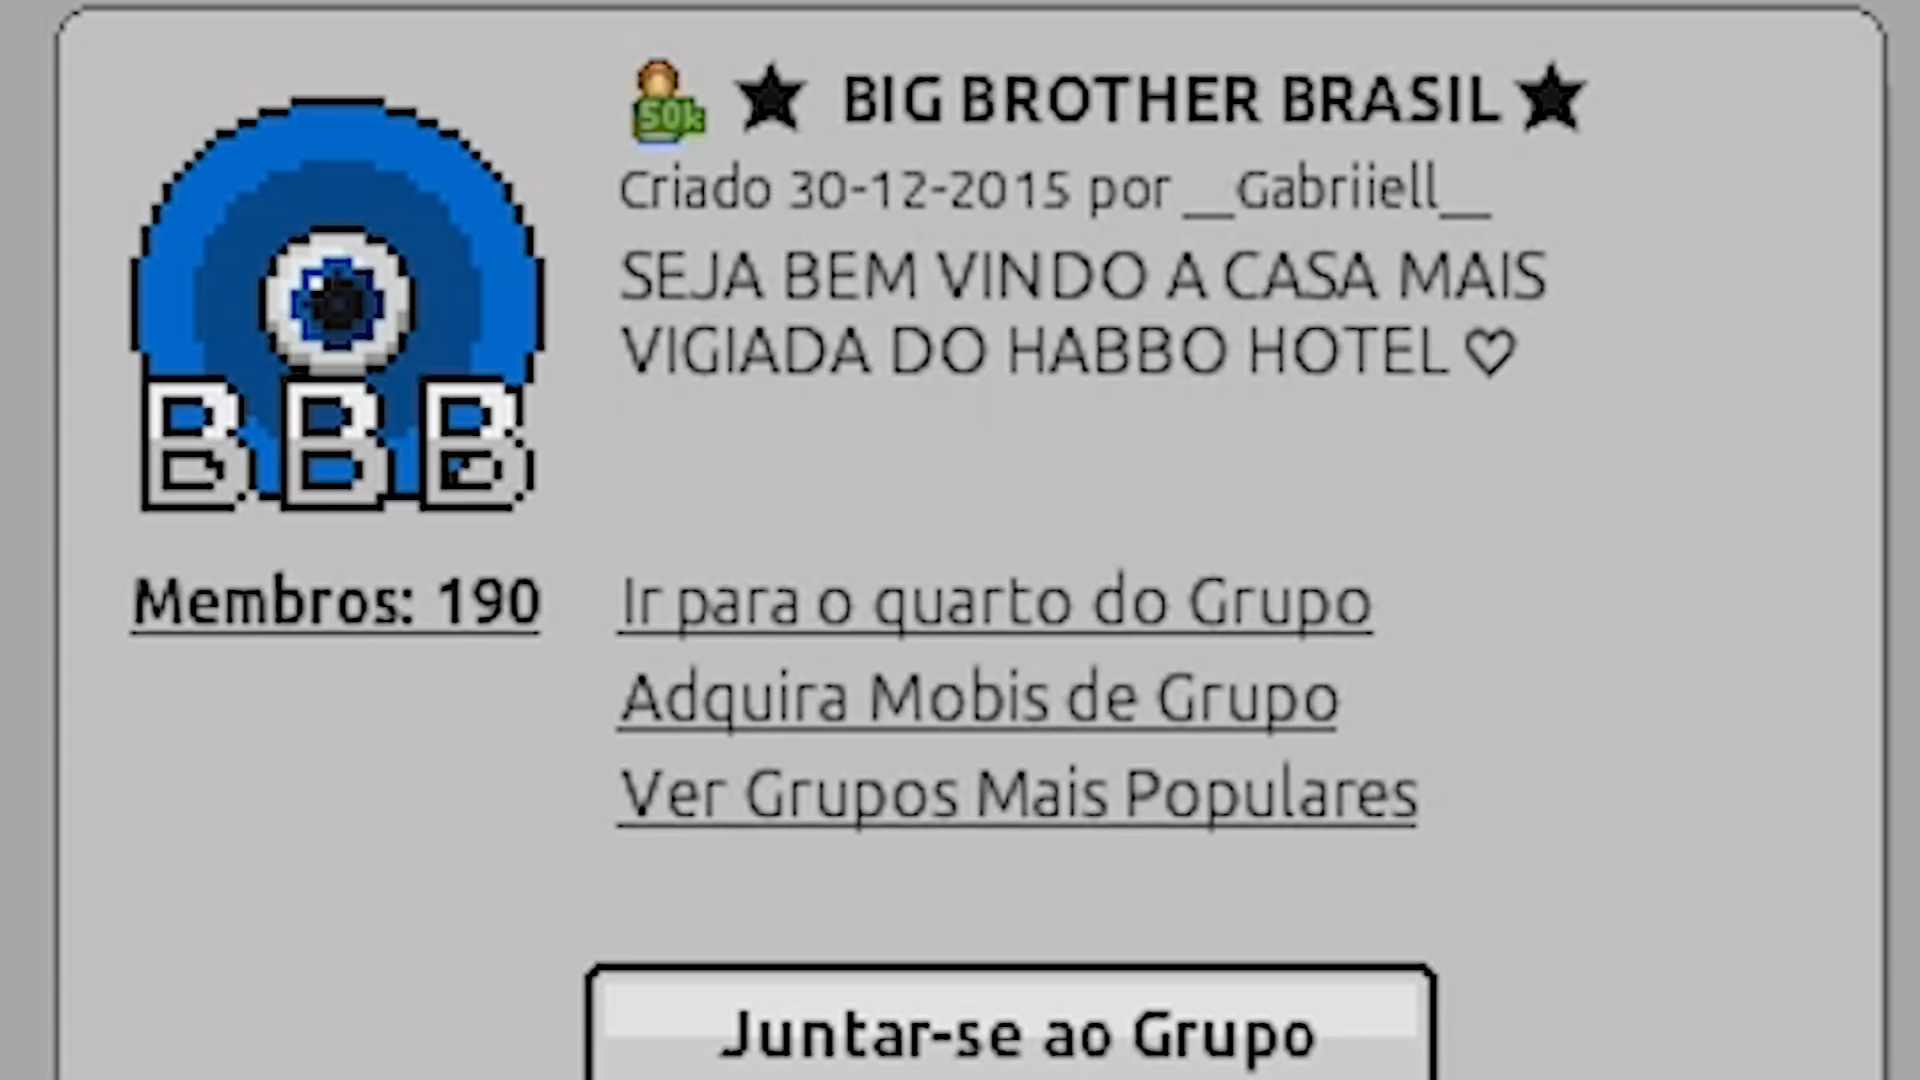 50k ★ BIG BROTHER BRASIL ★
Criado 30-12-2015 por __Gabriiell__
SEJA BEM VINDO A CASA MAIS
VIGIADA DO HABBO HOTEL ♡
BBB
Membros: 190
Ir para o quarto do Grupo
Adquira Mobis de Grupo
Ver Grupos Mais Populares
Juntar-se ao Grupo